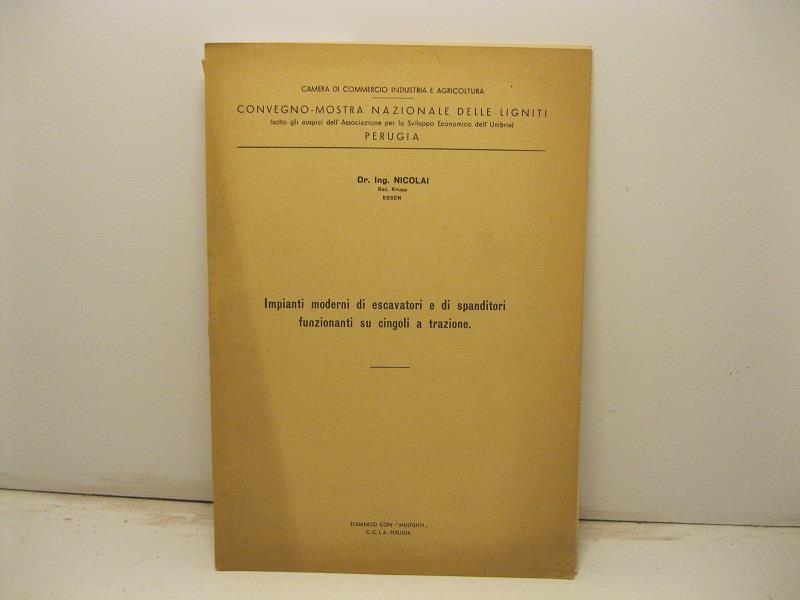 CAMERA DI COMMERCIO INDUSTRIA E AGRICOLTURA
CONVEGNO-MOSTRA NAZIONALE DELLE LIGNITI
(sotto gli auspici dell'Associazione per lo Sviluppo Economico dell'Umbria)
PERUGIA
Dr. Ing. NICOLAI
Soc. Krupp
ESSEN
Impianti moderni di escavatori e di spanditori
funzionanti su cingoli a trazione.
STAMPATO CON "MULTILITH„
C. C. I. A. PERUGIA